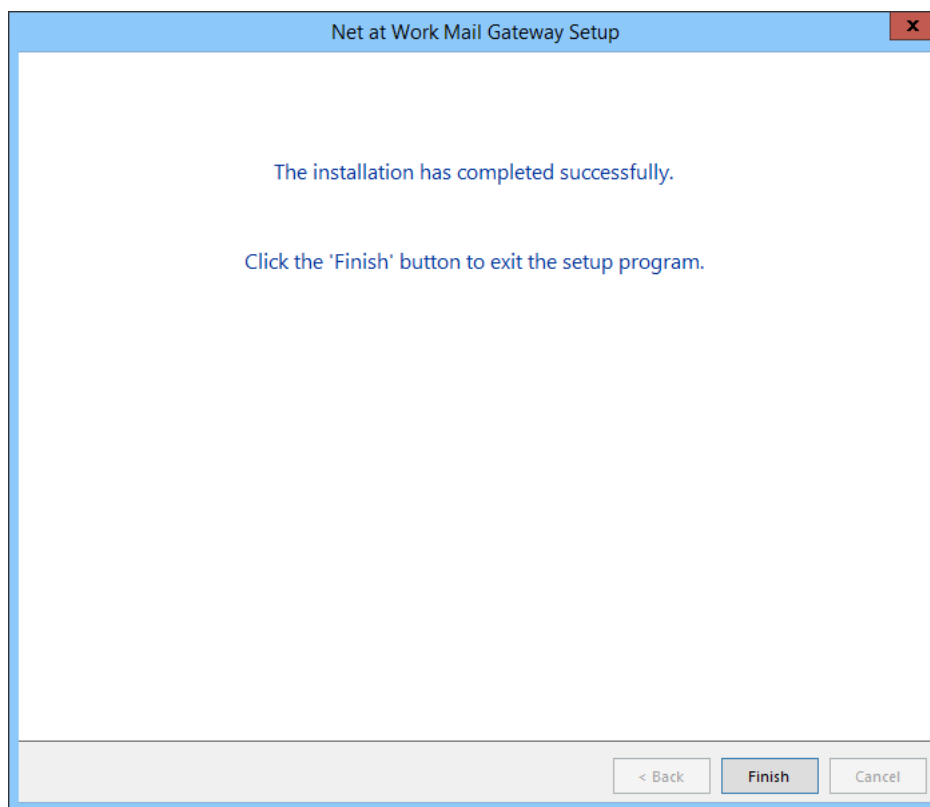 Net at Work Mail Gateway Setup
x
The installation has completed successfully.
Click the 'Finish' button to exit the setup program.
< Back
Finish
Cancel